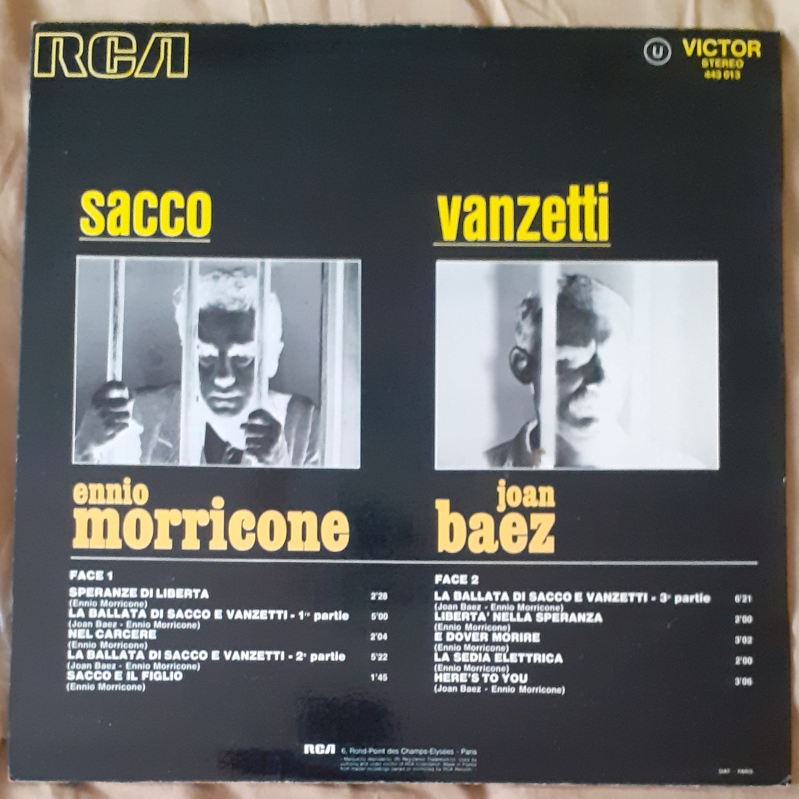 RCA
U VICTOR
STEREO
443 013
sacco
vanzetti
ennio
morricone
joan
baez
FACE 1
SPERANZE DI LIBERTA 2'28
(Ennio Morricone)
LA BALLATA DI SACCO E VANZETTI - 1re partie 5'00
(Joan Baez - Ennio Morricone)
NEL CARCERE 2'04
(Ennio Morricone)
LA BALLATA DI SACCO E VANZETTI - 2e partie 5'22
(Joan Baez - Ennio Morricone)
SACCO E IL FIGLIO 1'45
(Ennio Morricone)
FACE 2
LA BALLATA DI SACCO E VANZETTI - 3e partie 6'21
(Joan Baez - Ennio Morricone)
LIBERTA' NELLA SPERANZA 2'00
(Ennio Morricone)
E DOVER MORIRE 3'02
(Ennio Morricone)
LA SEDIA ELETTRICA 2'00
(Ennio Morricone)
HERE'S TO YOU 3'06
(Joan Baez - Ennio Morricone)
RCA 6, Rond-Point des Champs-Elysées - Paris